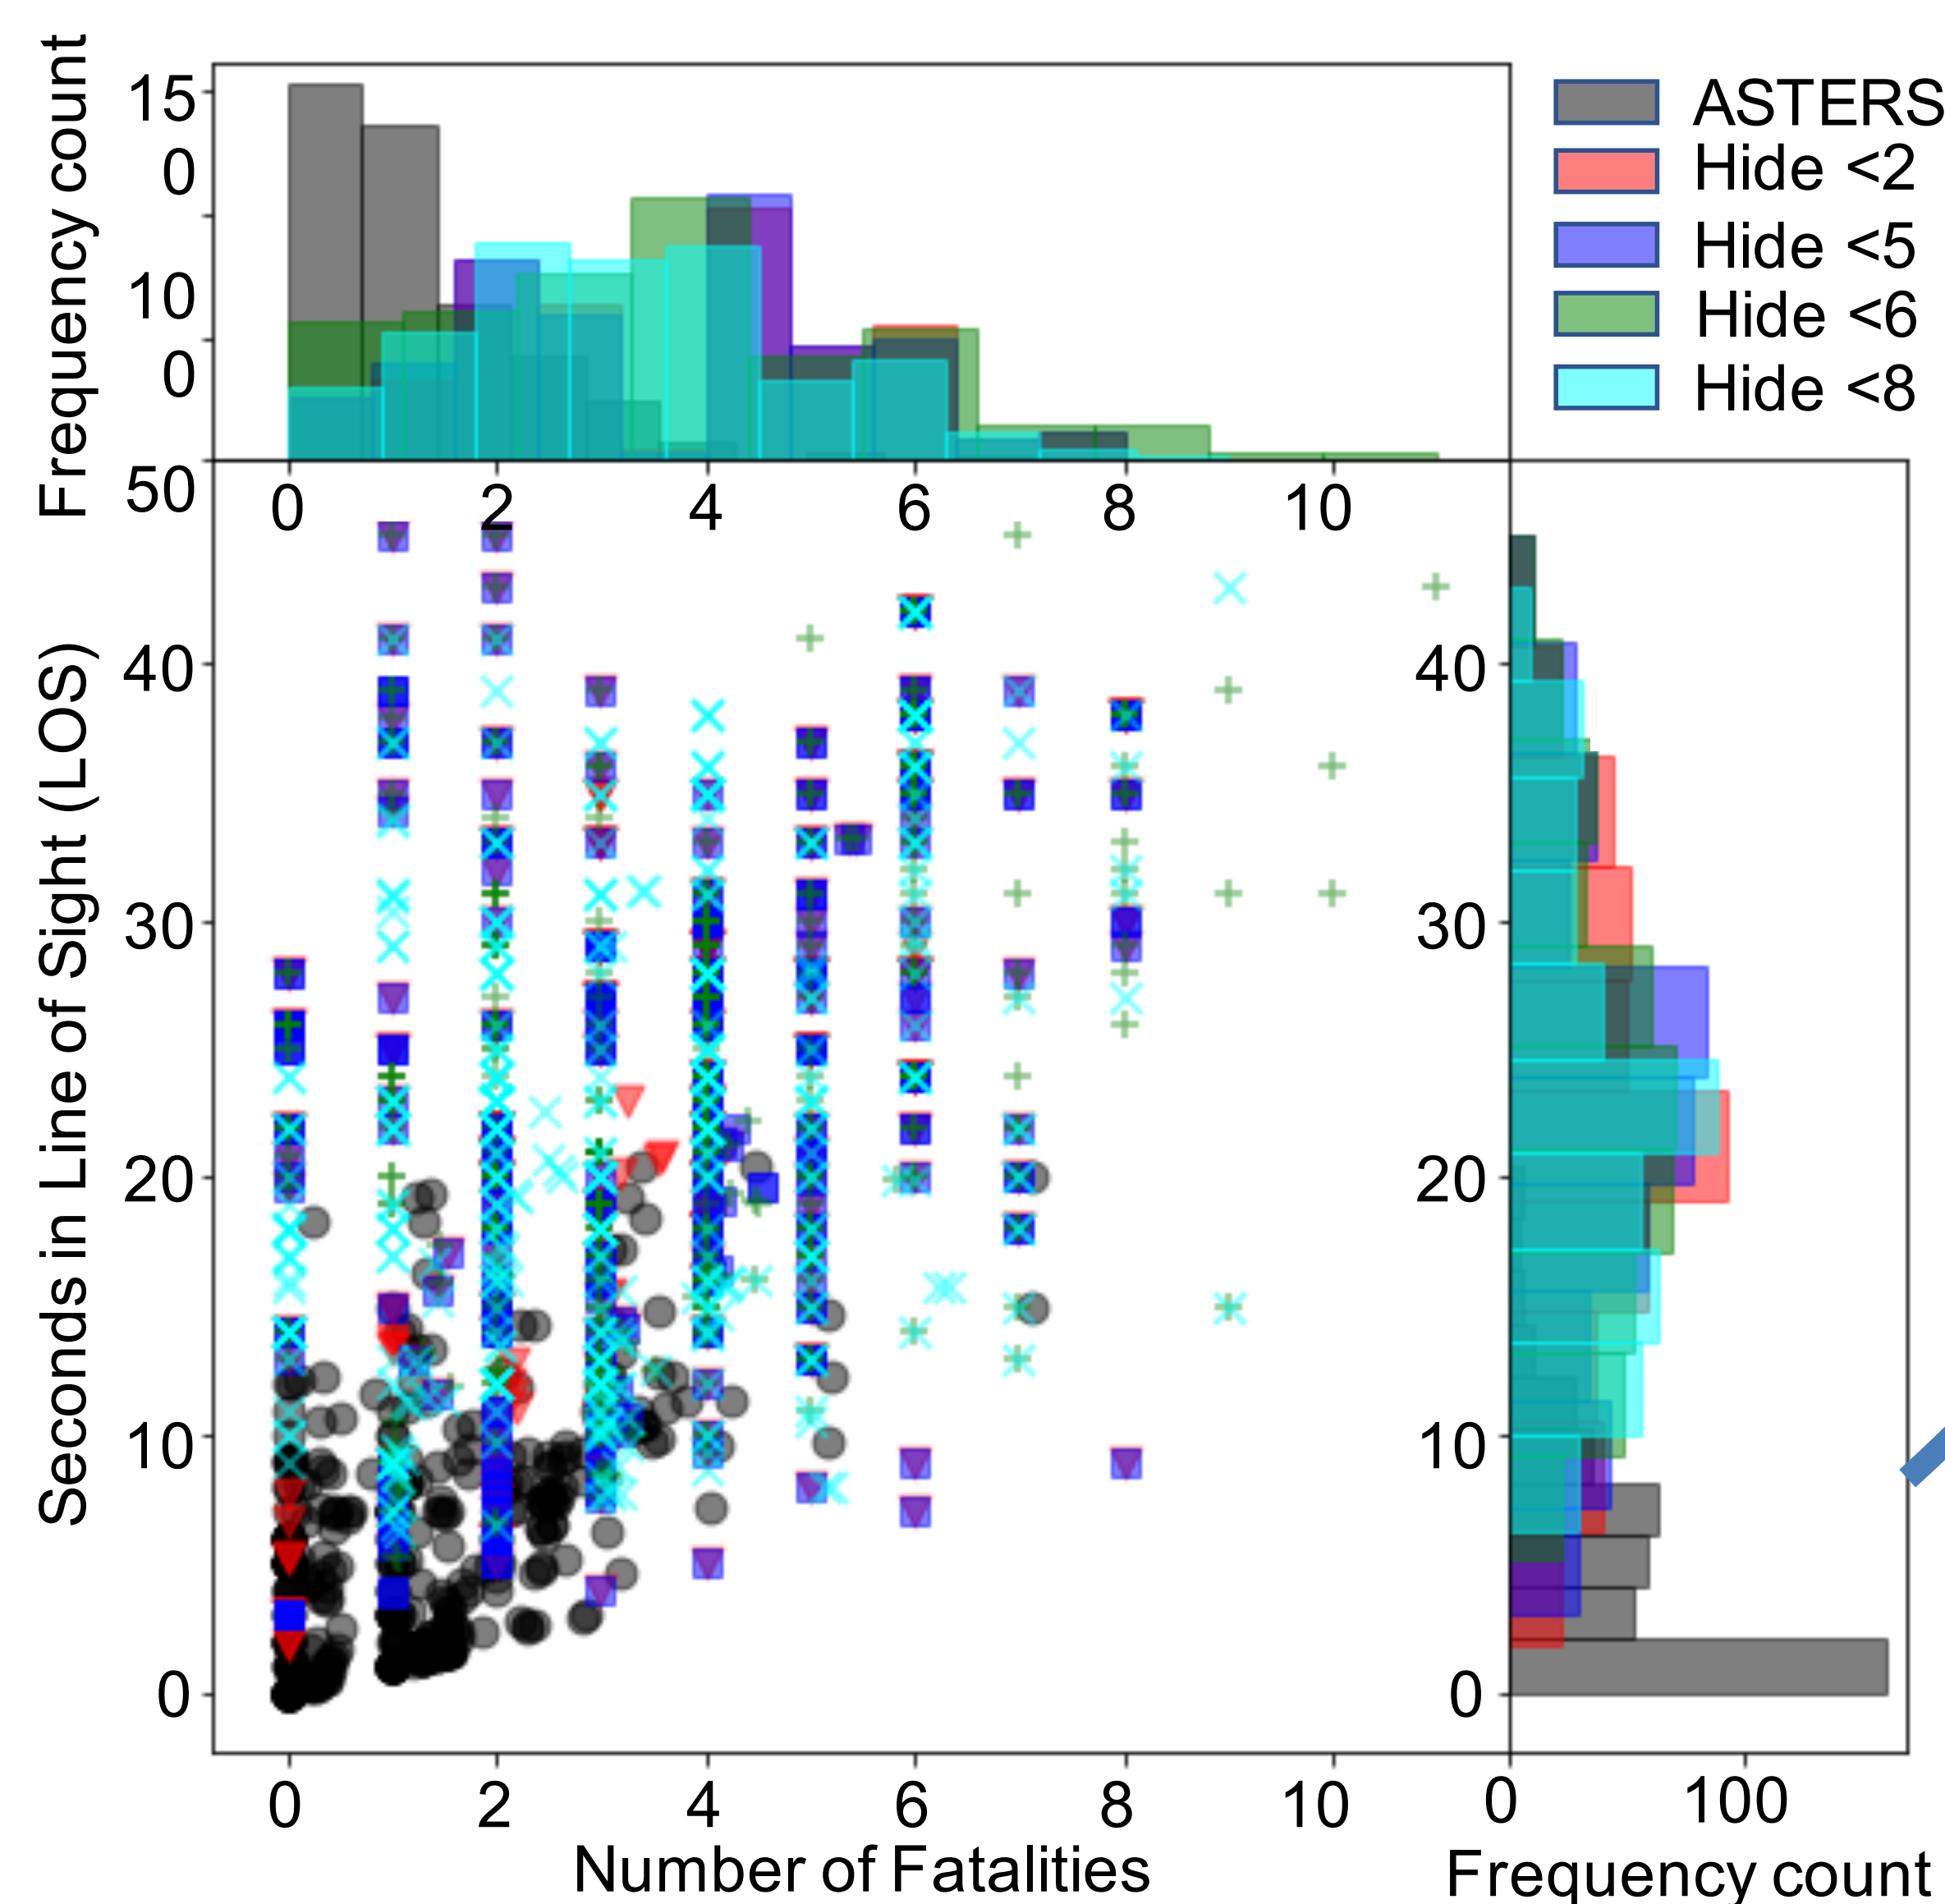 Frequency count
15
0
10
0
50
ASTERS
Hide <2
Hide <5
Hide <6
Hide <8
0 2 4 6 8 10
Seconds in Line of Sight (LOS)
40
30
20
10
0
40
30
20
10
0
0 2 4 6 8 10
Number of Fatalities
0 100
Frequency count